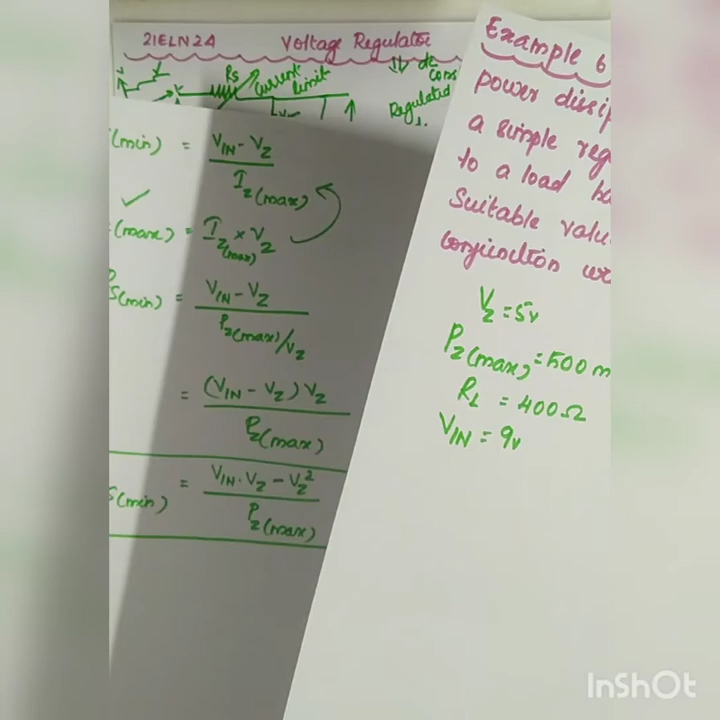 21ELN24 Voltage Regulator
RS Current limit
dc
Regulated
(min) = VIN - VZ / IZ(max)
(max) = IZ(max) × VZ
S(min) = VIN - VZ / PZ(max)/VZ
= (VIN - VZ) VZ / PZ(max)
S(min) = VIN . VZ - VZ² / PZ(max)
Example 6
power dissip
a simple reg
to a load
Suitable valu
conjunction
VZ = 5v
PZ(max) = 500 m
RL = 400Ω
VIN = 9v
InShOt